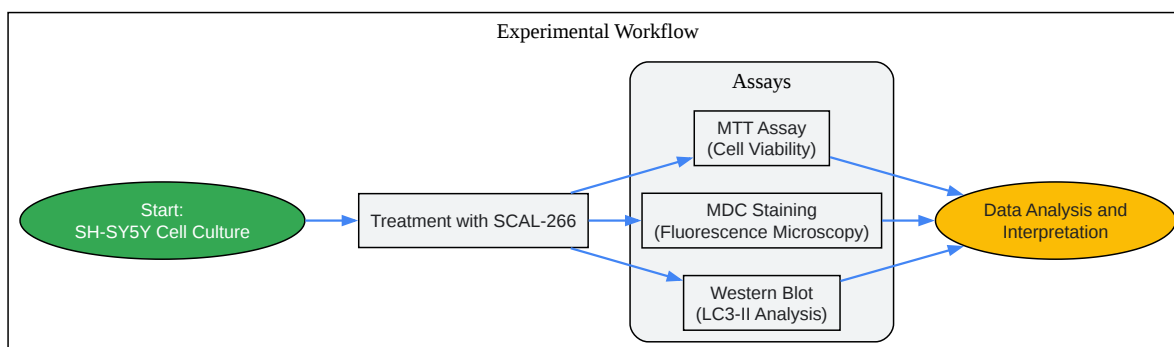 Experimental Workflow
Assays
MTT Assay
(Cell Viability)
Start:
SH-SY5Y Cell Culture
Treatment with SCAL-266
MDC Staining
(Fluorescence Microscopy)
Data Analysis and
Interpretation
Western Blot
(LC3-II Analysis)